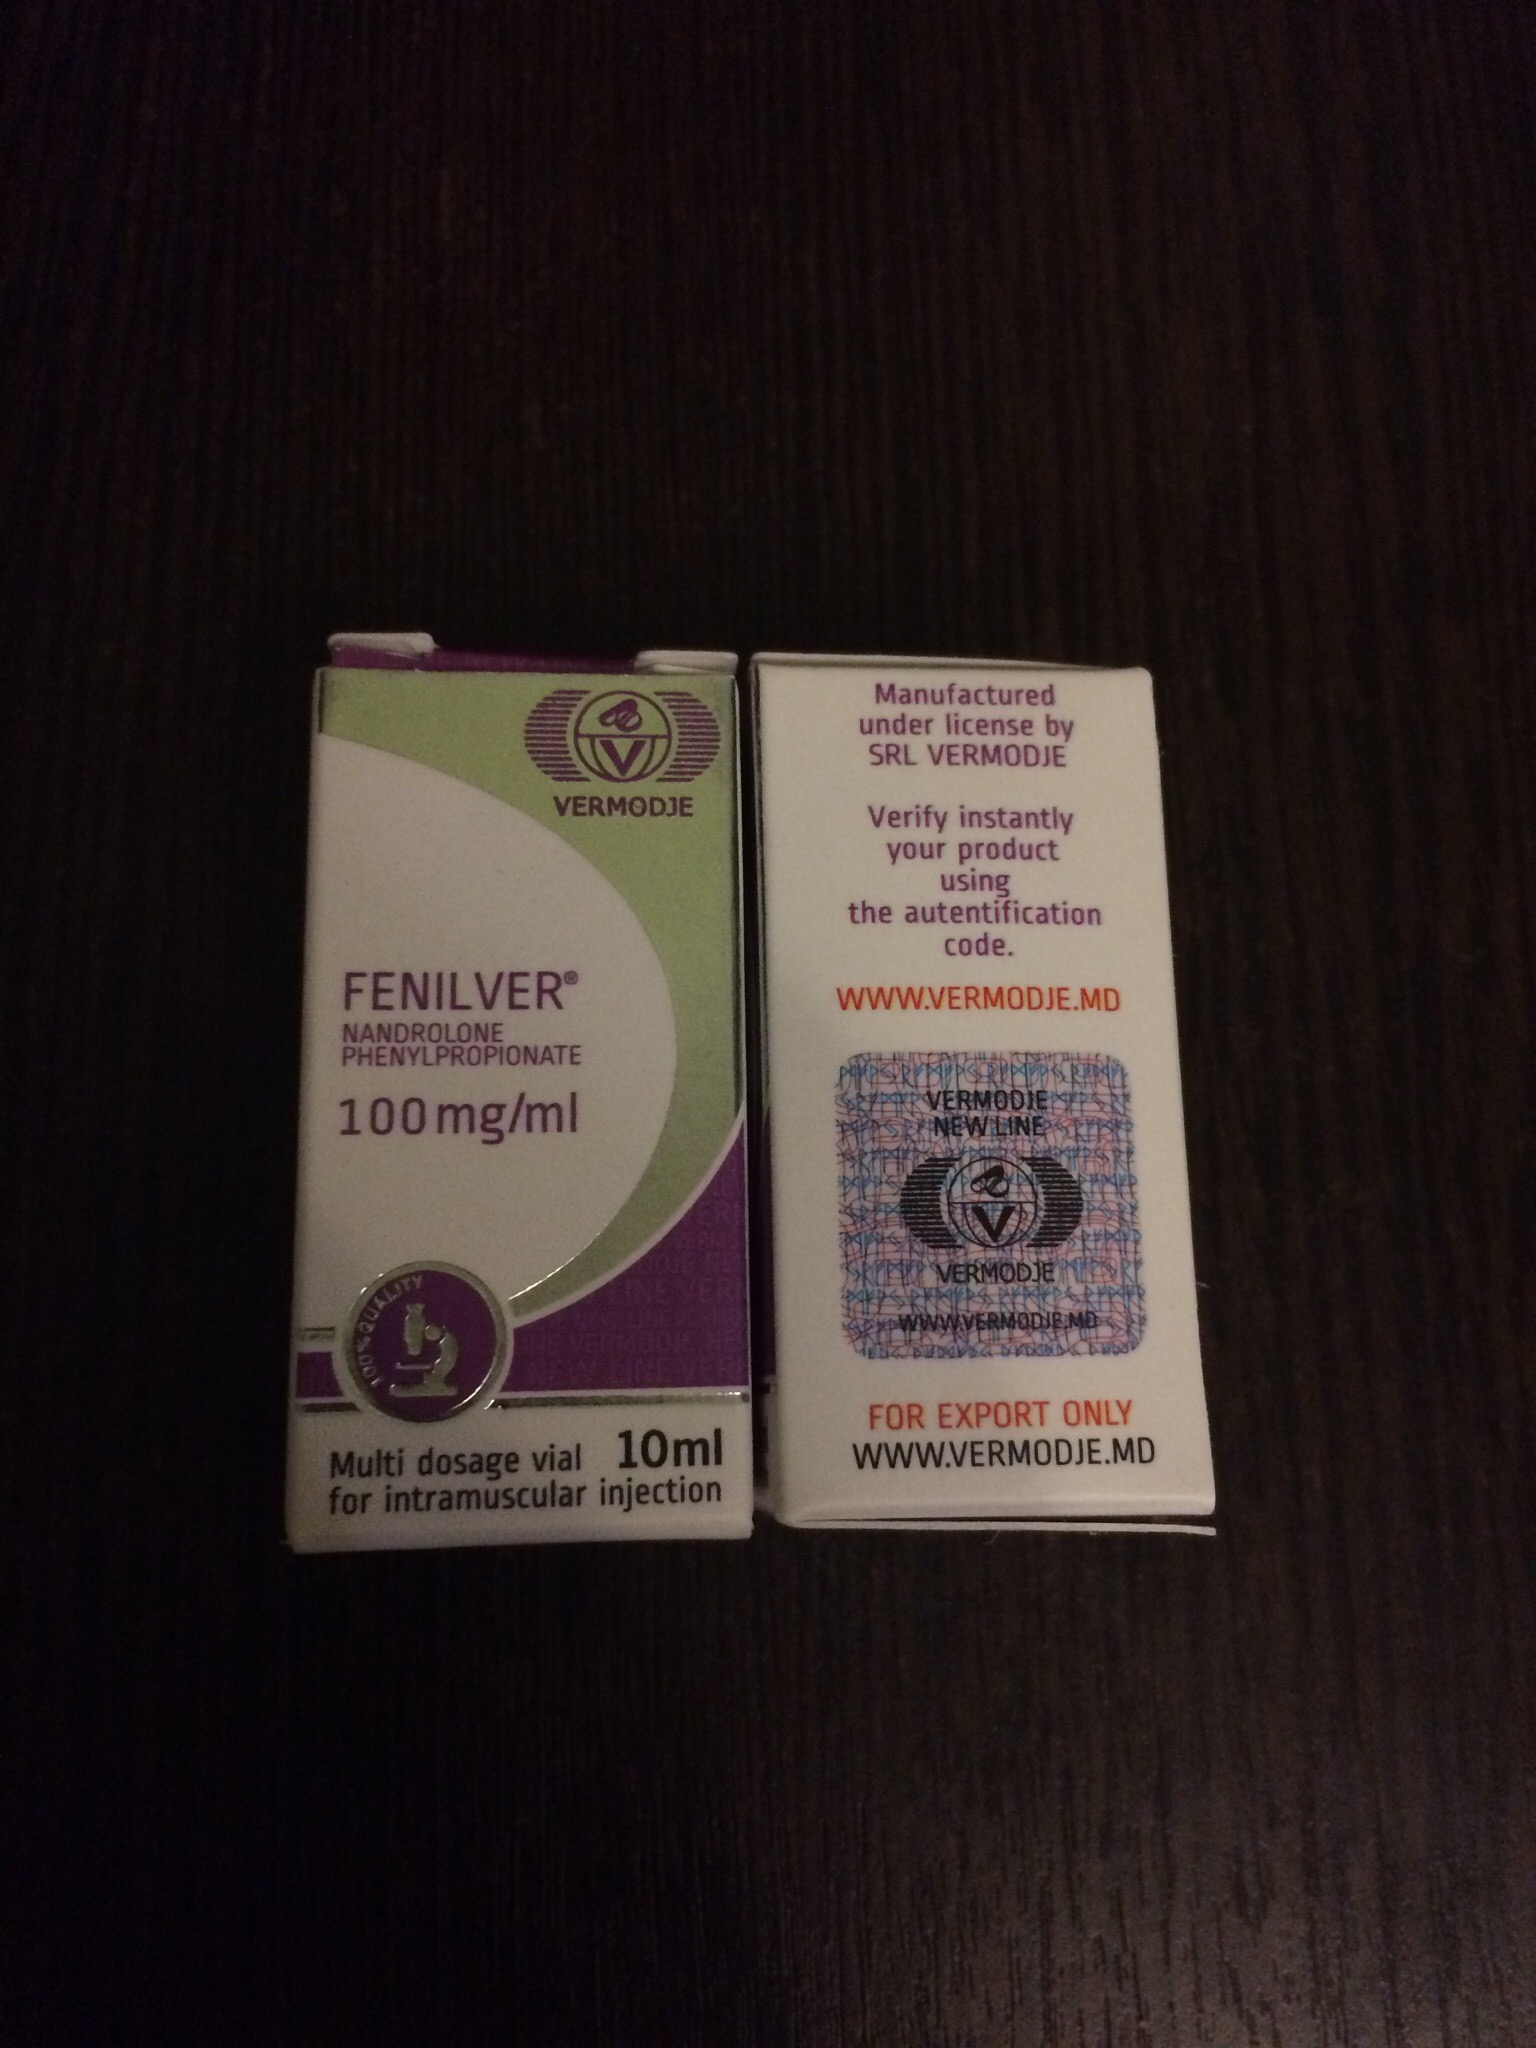 VERMODJE
FENILVER®
NANDROLONE
PHENYLPROPIONATE
100mg/ml
100% QUALITY
Multi dosage vial 10ml
for intramuscular injection
Manufactured
under license by
SRL VERMODJE
Verify instantly
your product
using
the autentification
code.
WWW.VERMODJE.MD
VERMODJE
NEW LINE
VERMODJE
WWW.VERMODJE.MD
FOR EXPORT ONLY
WWW.VERMODJE.MD